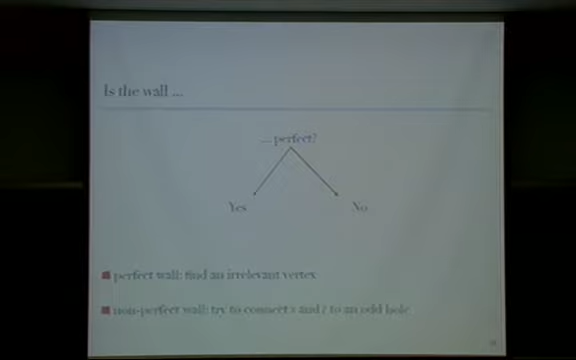 Is the wall ...
... perfect?
Yes
No
perfect wall: find an irrelevant vertex
non-perfect wall: try to connect s and t to an odd hole